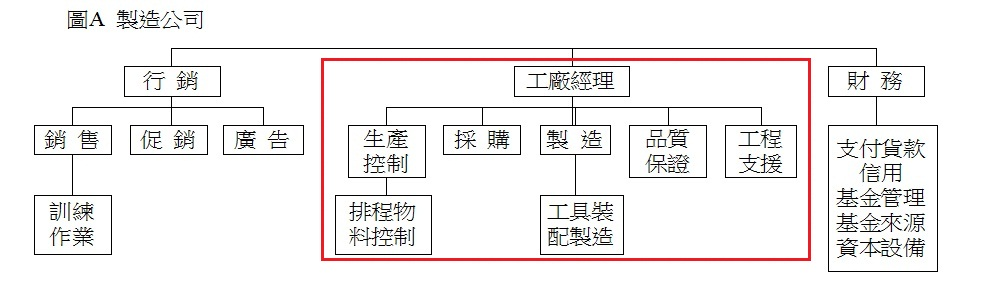 圖A 製造公司
行 銷
工廠經理
財 務
銷 售
促 銷
廣 告
生產
控制
採 購
製 造
品質
保證
工程
支援
支付貨款
信用
基金管理
基金來源
資本設備
訓練
作業
排程物
料控制
工具裝
配製造